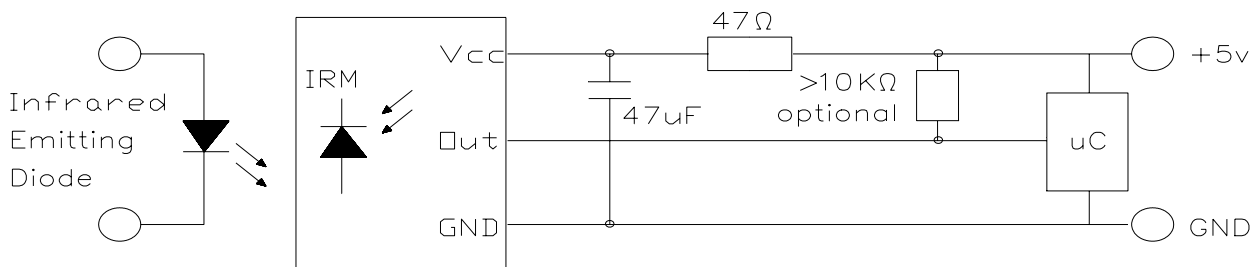 Infrared
Emitting
Diode
IRM
Vcc
Out
GND
47uF
47Ω
>10KΩ
optional
uC
+5v
GND